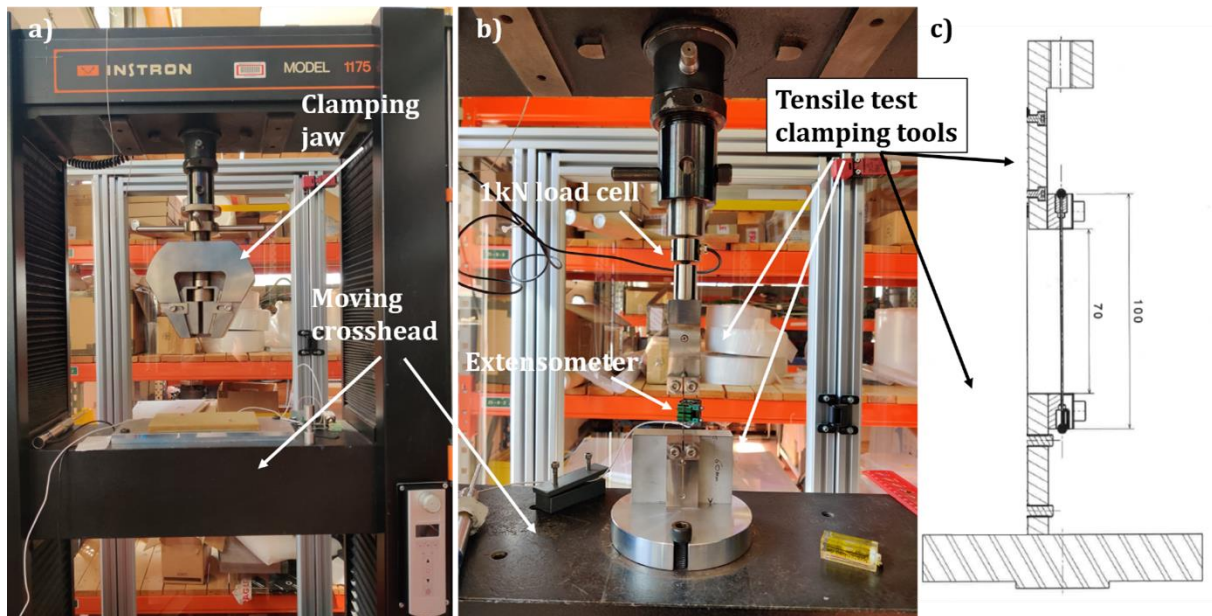 a)
INSTRON
MODEL 1175
Clamping
jaw
Moving
crosshead
b)
1kN load cell
Extensometer
Tensile test
clamping tools
c)
70
100